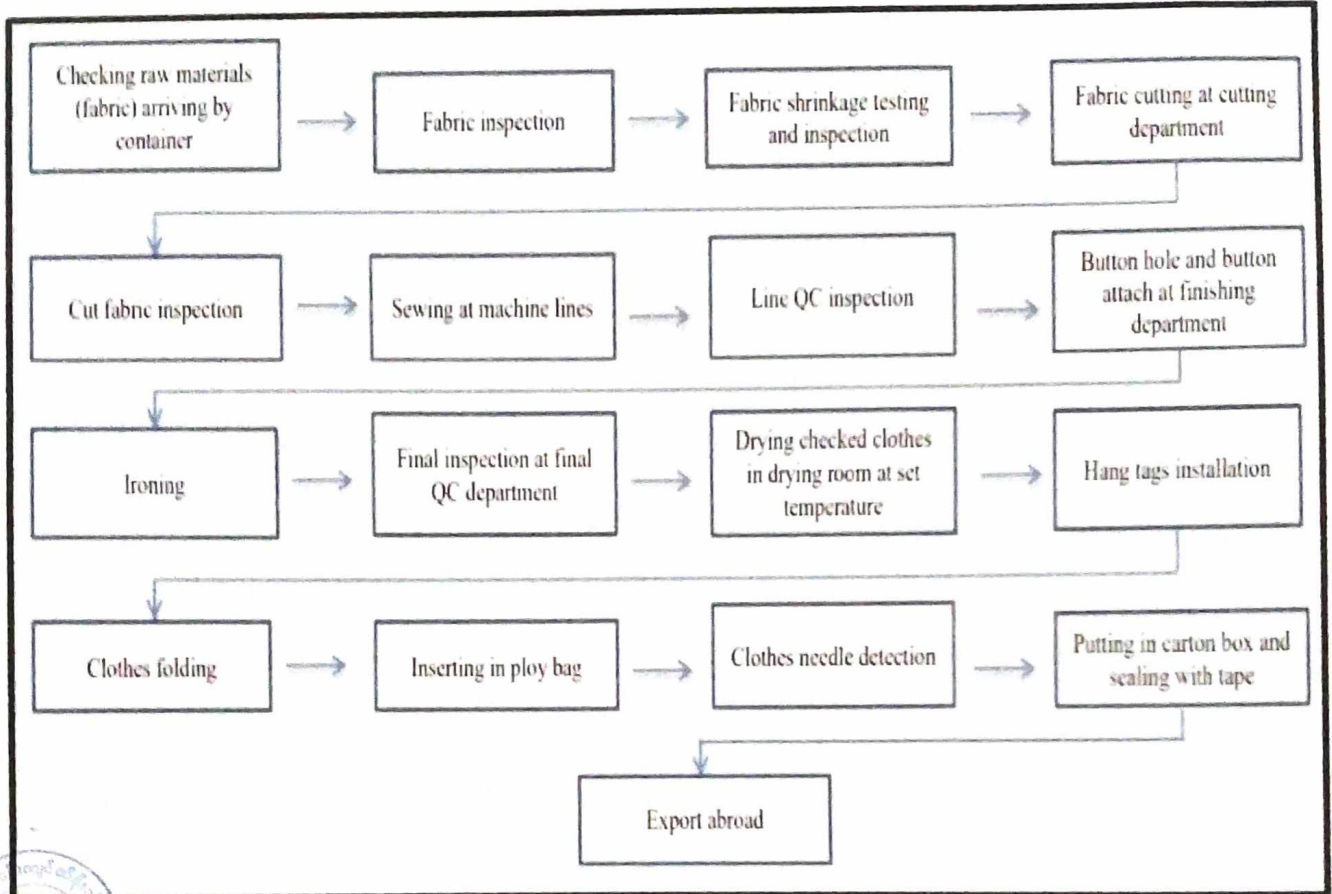 Checking raw materials
(fabric) arriving by
container
Fabric inspection
Fabric shrinkage testing
and inspection
Fabric cutting at cutting
department
Cut fabric inspection
Sewing at machine lines
Line QC inspection
Button hole and button
attach at finishing
department
Ironing
Final inspection at final
QC department
Drying checked clothes
in drying room at set
temperature
Hang tags installation
Clothes folding
Inserting in ploy bag
Clothes needle detection
Putting in carton box and
sealing with tape
Export abroad